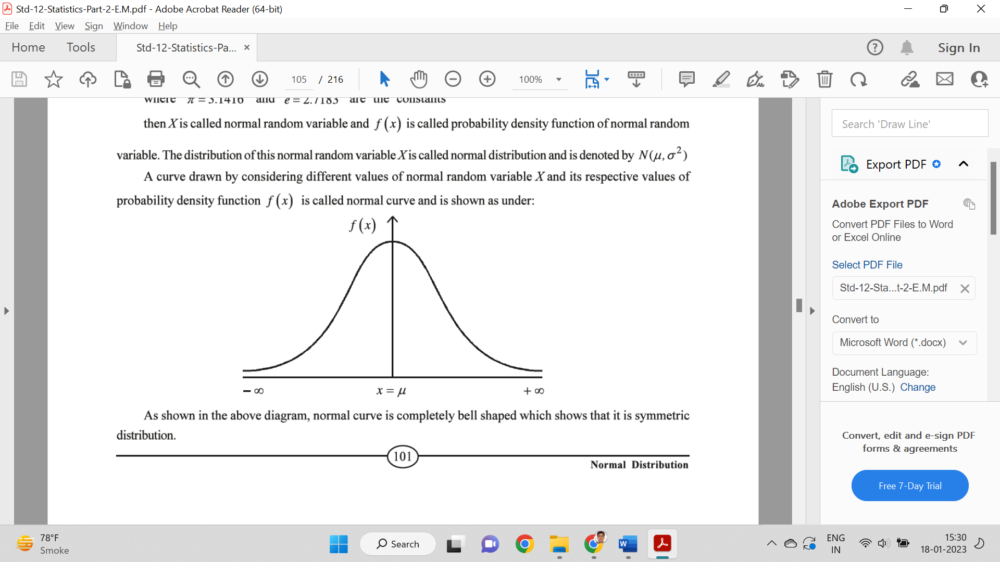 Std-12-Statistics-Part-2-E.M.pdf - Adobe Acrobat Reader (64-bit)
File Edit View Sign Window Help
Home Tools Std-12-Statistics-Pa... × Sign In
105 / 216 100%
where π = 3.1416 and e = 2.7183 are the constants
then X is called normal random variable and f (x) is called probability density function of normal random
variable. The distribution of this normal random variable X is called normal distribution and is denoted by N(μ, σ²)
A curve drawn by considering different values of normal random variable X and its respective values of
probability density function f (x) is called normal curve and is shown as under:
f (x)
− ∞ x = μ + ∞
As shown in the above diagram, normal curve is completely bell shaped which shows that it is symmetric
distribution.
101
Normal Distribution
Search 'Draw Line'
Export PDF
Adobe Export PDF
Convert PDF Files to Word
or Excel Online
Select PDF File
Std-12-Sta...t-2-E.M.pdf
Convert to
Microsoft Word (*.docx)
Document Language:
English (U.S.) Change
Convert, edit and e-sign PDF
forms & agreements
Free 7-Day Trial
78°F
Smoke
Search
ENG
IN
15:30
18-01-2023